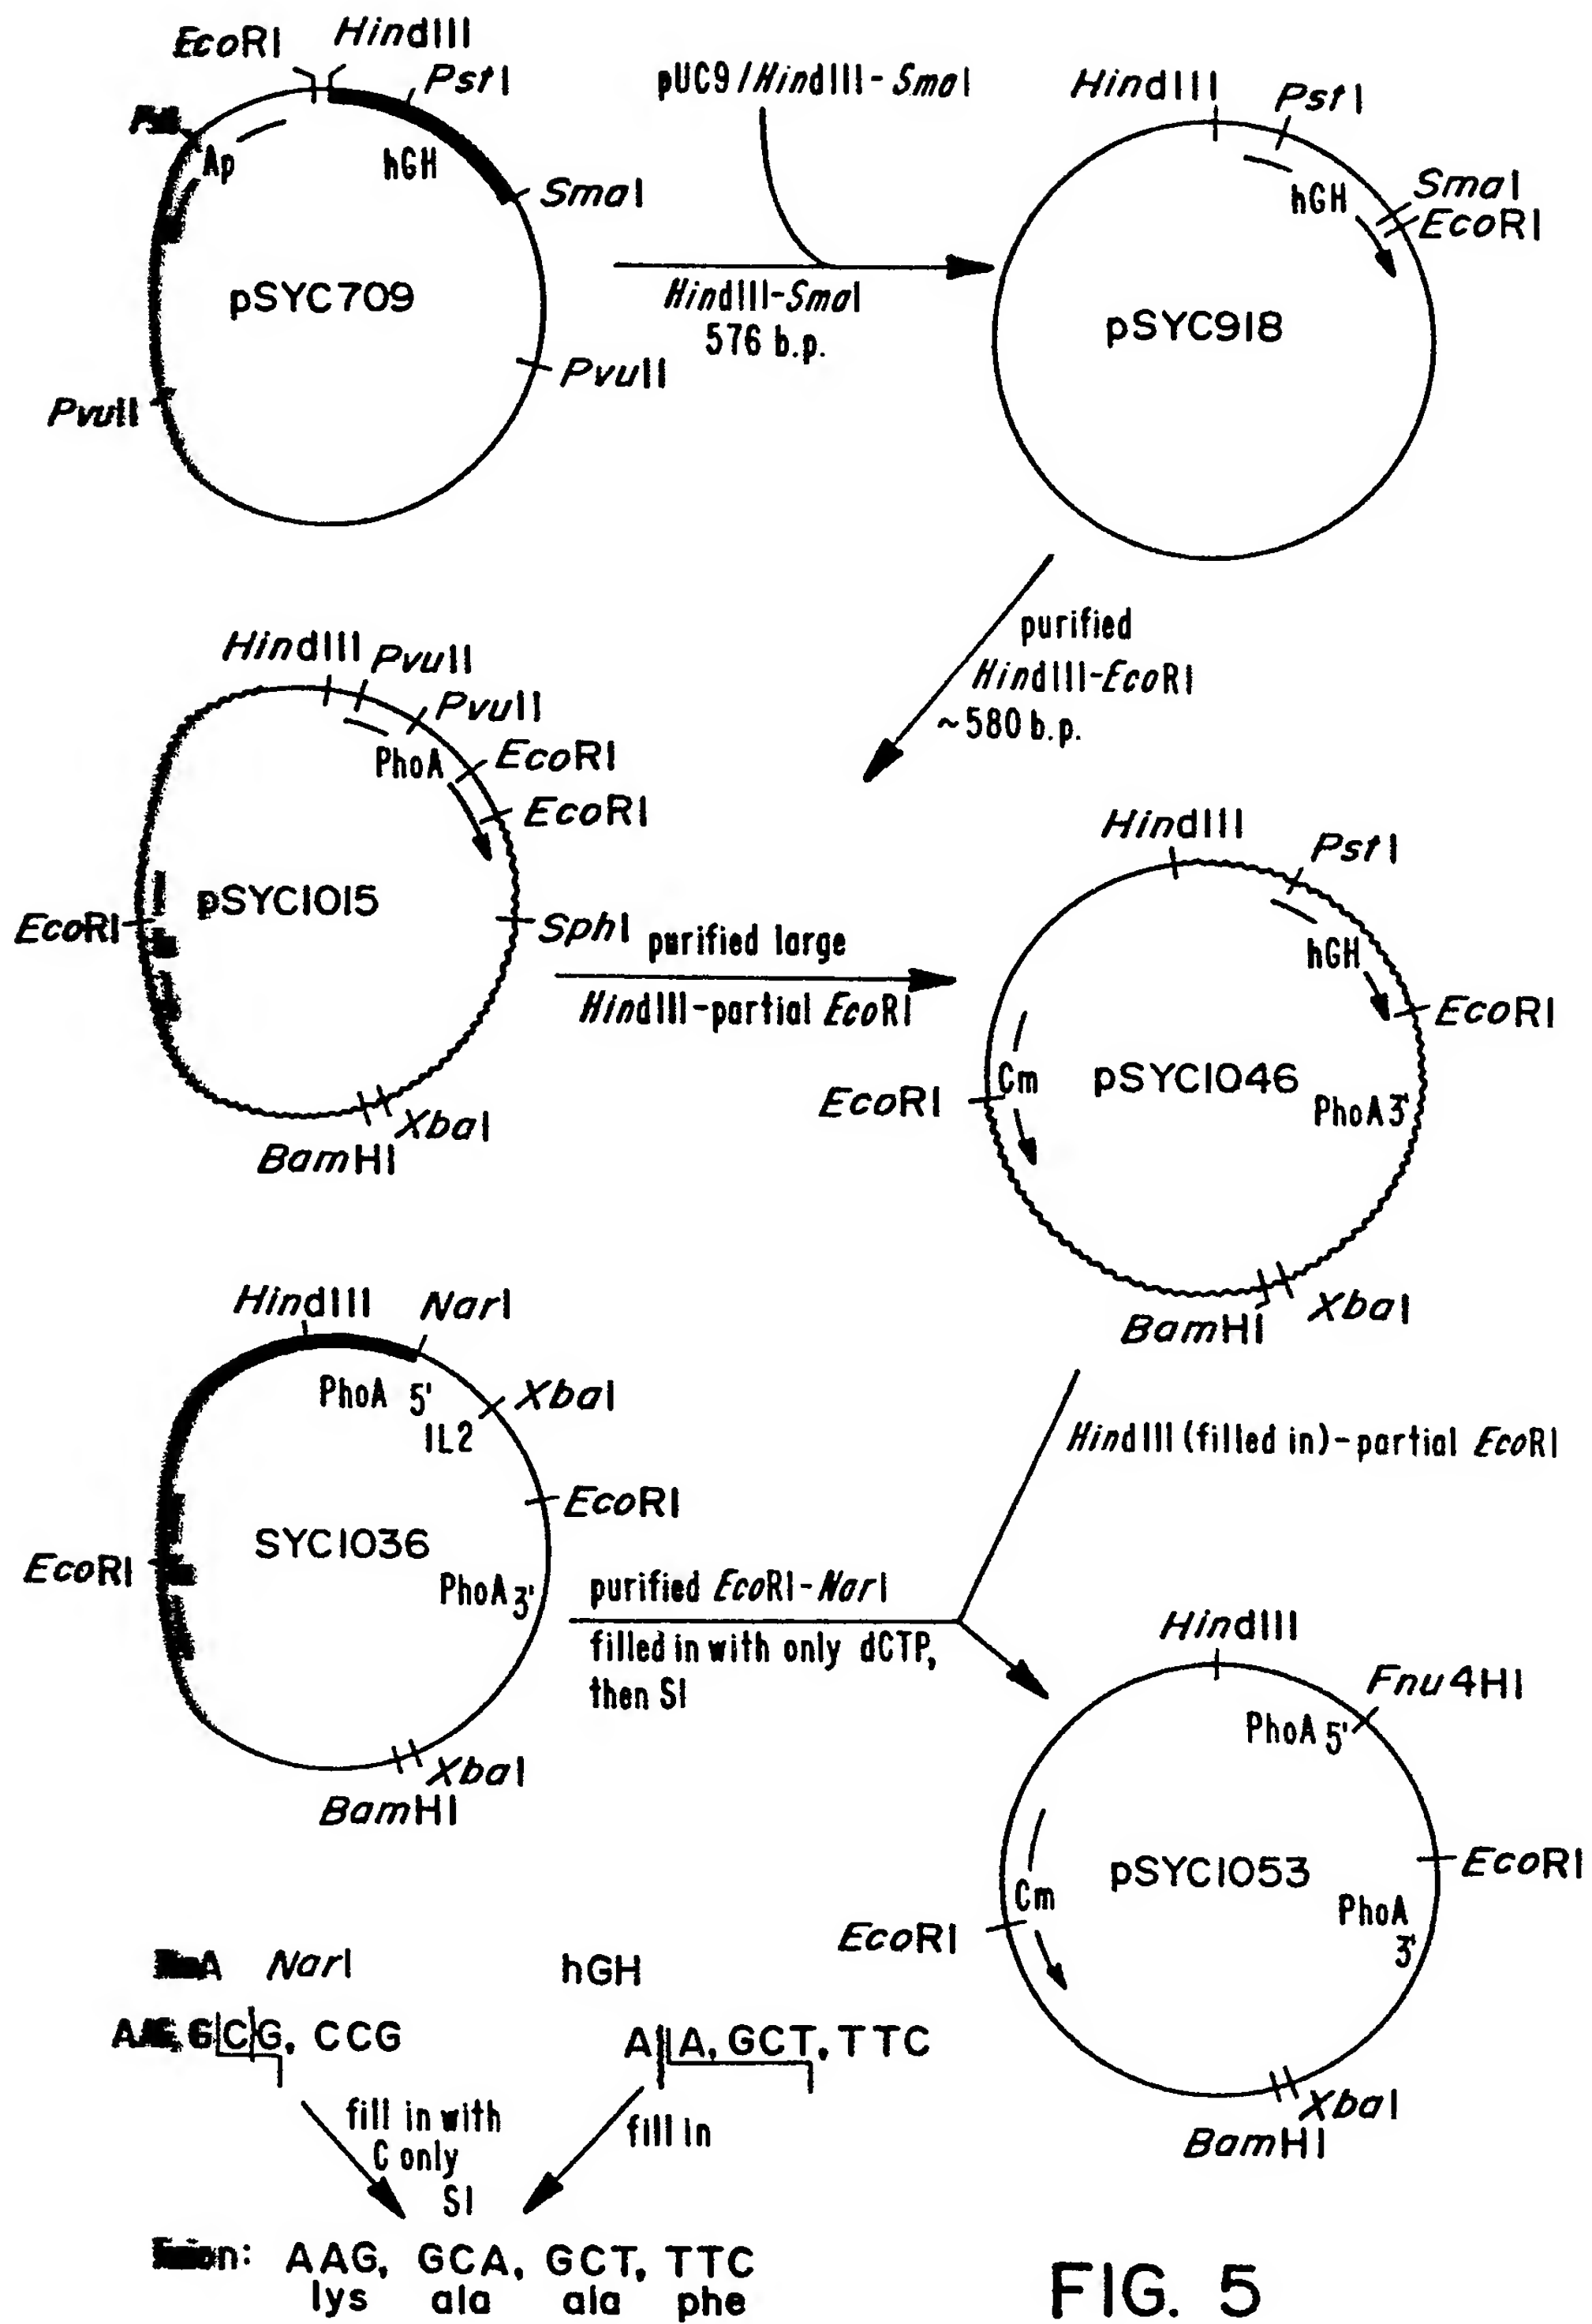 EcoRI
HindIII
PstI
Ap
hGH
SmaI
pSYC709
PvuII
PvuII
pUC9/HindIII-SmaI
HindIII-SmaI
576 b.p.
HindIII
PstI
hGH
SmaI
EcoRI
pSYC918
purified
HindIII-EcoRI
~580 b.p.
HindIII
PvuII
PvuII
PhoA
EcoRI
EcoRI
pSYC1015
EcoRI
SphI
XbaI
BamHI
purified large
HindIII-partial EcoRI
HindIII
PstI
hGH
EcoRI
Cm
pSYC1046
EcoRI
PhoA3'
XbaI
BamHI
HindIII
NarI
PhoA 5'
IL2
XbaI
EcoRI
SYC1036
EcoRI
PhoA3'
XbaI
BamHI
HindIII(filled in)-partial EcoRI
purified EcoRI-NarI
filled in with only dCTP,
then SI
HindIII
Fnu4HI
PhoA 5'
pSYC1053
EcoRI
Cm
EcoRI
PhoA
3'
XbaI
BamHI
NarI
hGH
G CG, CCG
A A, GCT, TTC
fill in with
C only
SI
fill in
AAG, GCA, GCT, TTC
lys ala ala phe
FIG. 5